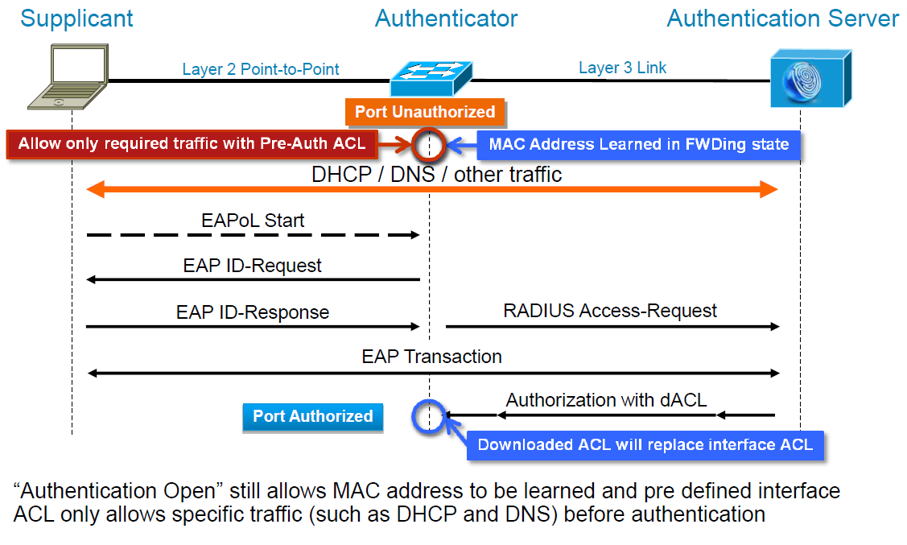 Supplicant
Authenticator
Authentication Server
Layer 2 Point-to-Point
Layer 3 Link
Port Unauthorized
Allow only required traffic with Pre-Auth ACL
MAC Address Learned in FWDing state
DHCP / DNS / other traffic
EAPoL Start
EAP ID-Request
EAP ID-Response
RADIUS Access-Request
EAP Transaction
Authorization with dACL
Port Authorized
Downloaded ACL will replace interface ACL
“Authentication Open” still allows MAC address to be learned and pre defined interface
ACL only allows specific traffic (such as DHCP and DNS) before authentication